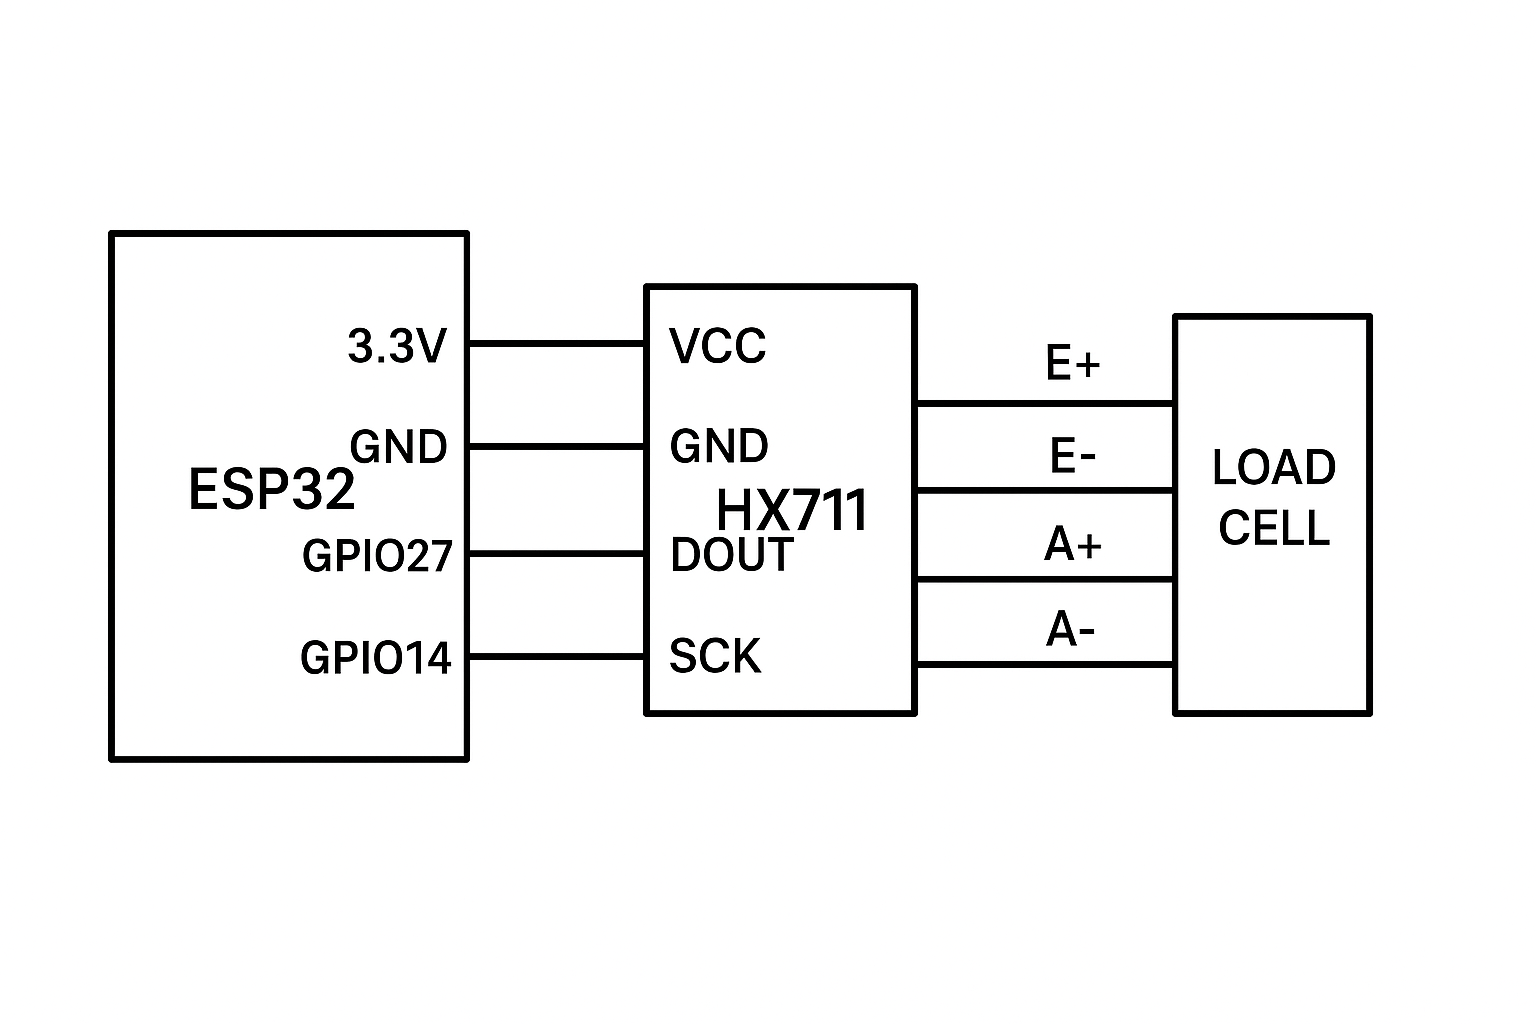 3.3V
GND
ESP32
GPIO27
GPIO14
VCC
GND
HX711
DOUT
SCK
E+
E-
A+
A-
LOAD
CELL